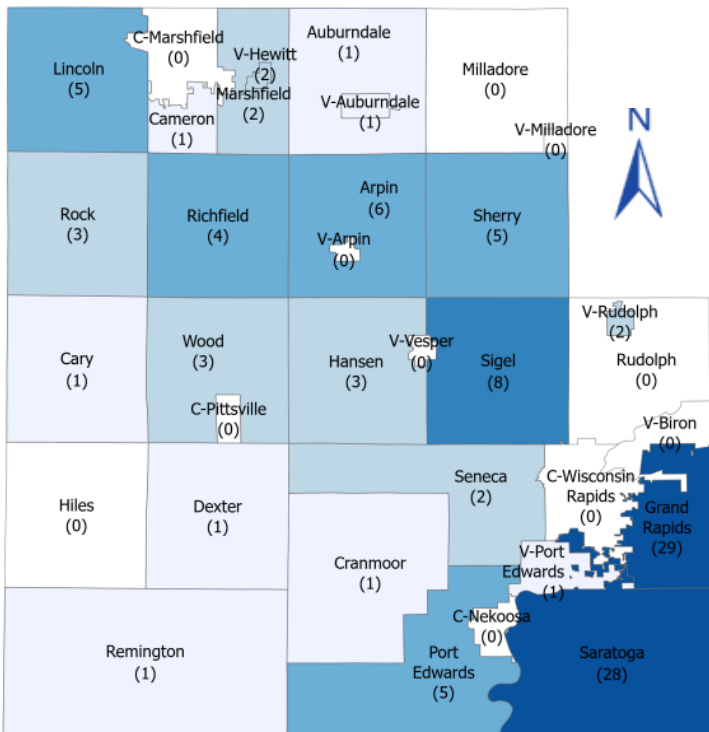 C-Marshfield
(0)
Lincoln
(5)
Cameron
(1)
V-Hewitt
(2)
Marshfield
(2)
Auburndale
(1)
V-Auburndale
(1)
Milladore
(0)
V-Milladore
(0)
N
Rock
(3)
Richfield
(4)
Arpin
(6)
V-Arpin
(0)
Sherry
(5)
Cary
(1)
Wood
(3)
C-Pittsville
(0)
Hansen
(3)
V-Vesper
(0)
Sigel
(8)
V-Rudolph
(2)
Rudolph
(0)
V-Biron
(0)
Hiles
(0)
Dexter
(1)
Seneca
(2)
C-Wisconsin
Rapids
(0)
Grand
Rapids
(29)
Cranmoor
(1)
V-Port
Edwards
(1)
C-Nekoosa
(0)
Remington
(1)
Port
Edwards
(5)
Saratoga
(28)